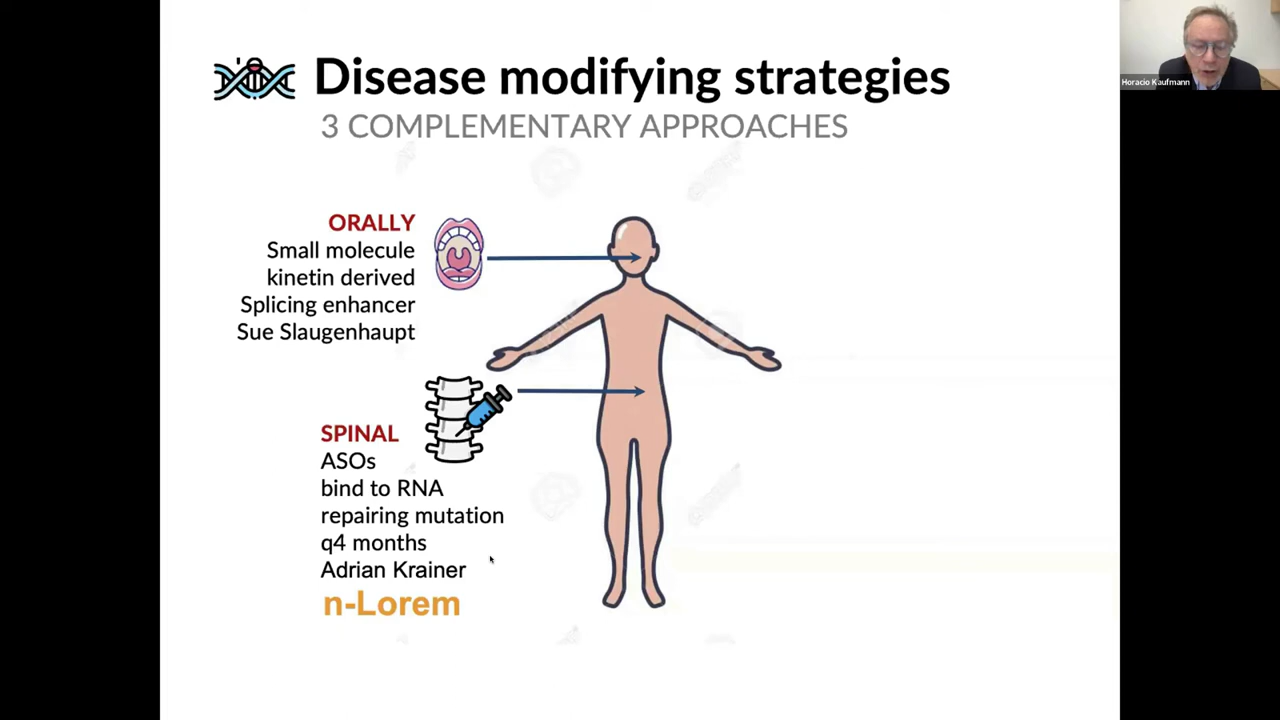 Disease modifying strategies
3 COMPLEMENTARY APPROACHES
Horacio Kaufmann
ORALLY
Small molecule
kinetin derived
Splicing enhancer
Sue Slaugenhaupt
SPINAL
ASOs
bind to RNA
repairing mutation
q4 months
Adrian Krainer
n-Lorem